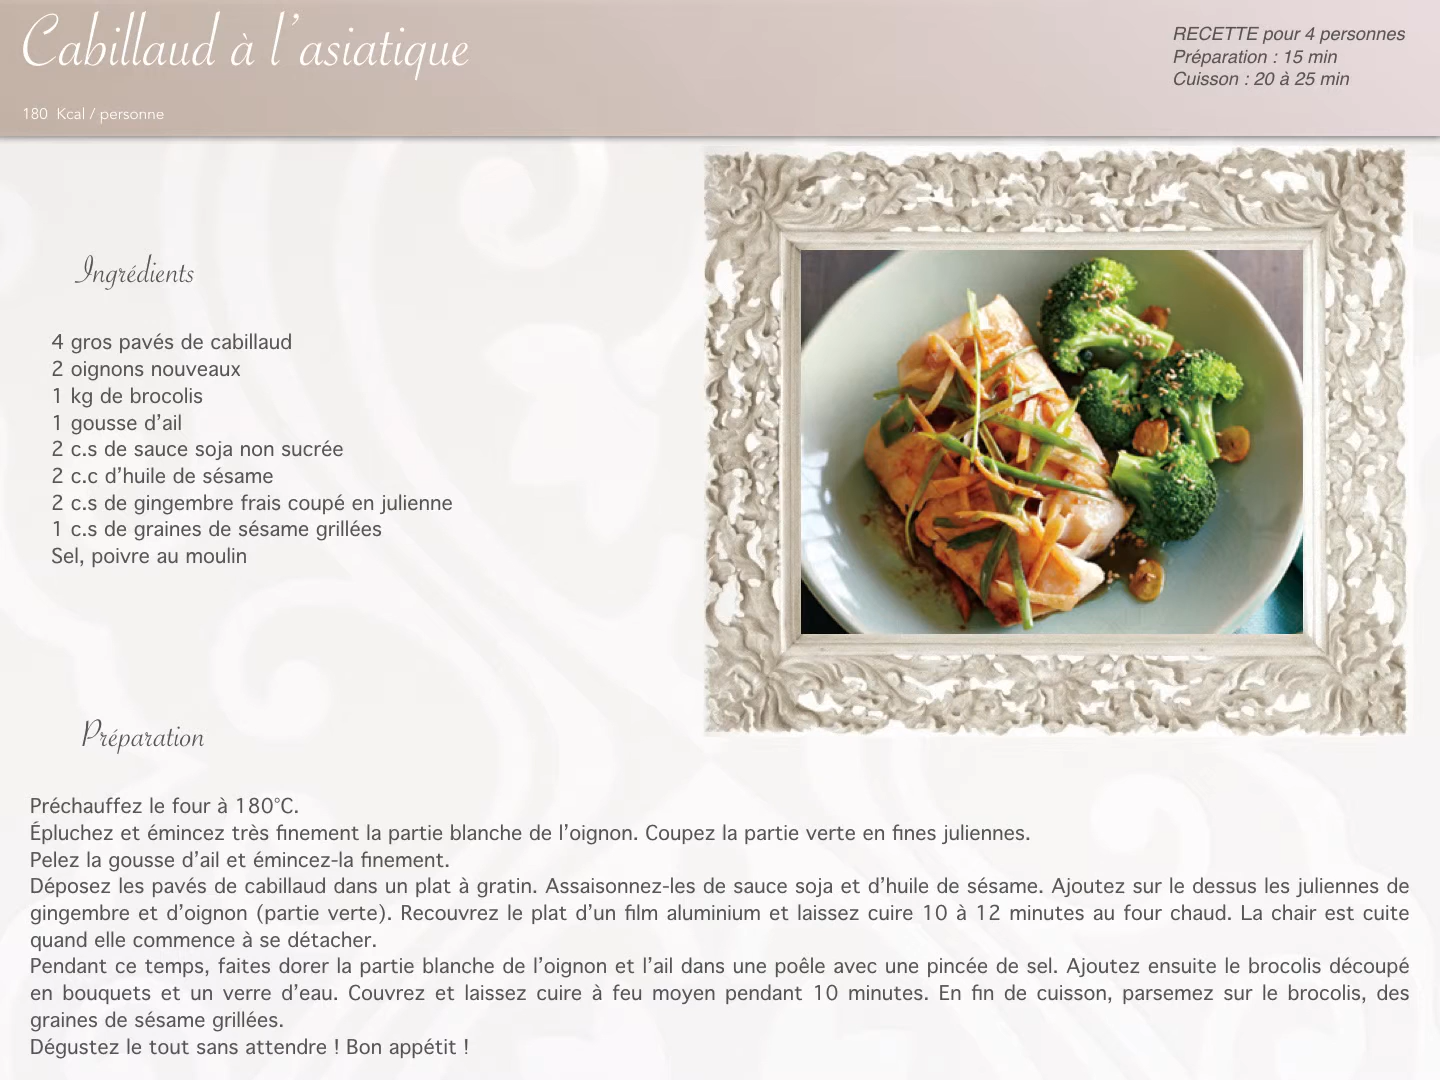 Cabillaud à l’asiatique
180 Kcal / personne
RECETTE pour 4 personnes
Préparation : 15 min
Cuisson : 20 à 25 min
Ingrédients
4 gros pavés de cabillaud
2 oignons nouveaux
1 kg de brocolis
1 gousse d’ail
2 c.s de sauce soja non sucrée
2 c.c d’huile de sésame
2 c.s de gingembre frais coupé en julienne
1 c.s de graines de sésame grillées
Sel, poivre au moulin
Préparation
Préchauffez le four à 180°C.
Épluchez et émincez très finement la partie blanche de l’oignon. Coupez la partie verte en fines juliennes.
Pelez la gousse d’ail et émincez-la finement.
Déposez les pavés de cabillaud dans un plat à gratin. Assaisonnez-les de sauce soja et d’huile de sésame. Ajoutez sur le dessus les juliennes de
gingembre et d’oignon (partie verte). Recouvrez le plat d’un film aluminium et laissez cuire 10 à 12 minutes au four chaud. La chair est cuite
quand elle commence à se détacher.
Pendant ce temps, faites dorer la partie blanche de l’oignon et l’ail dans une poêle avec une pincée de sel. Ajoutez ensuite le brocolis découpé
en bouquets et un verre d’eau. Couvrez et laissez cuire à feu moyen pendant 10 minutes. En fin de cuisson, parsemez sur le brocolis, des
graines de sésame grillées.
Dégustez le tout sans attendre ! Bon appétit !